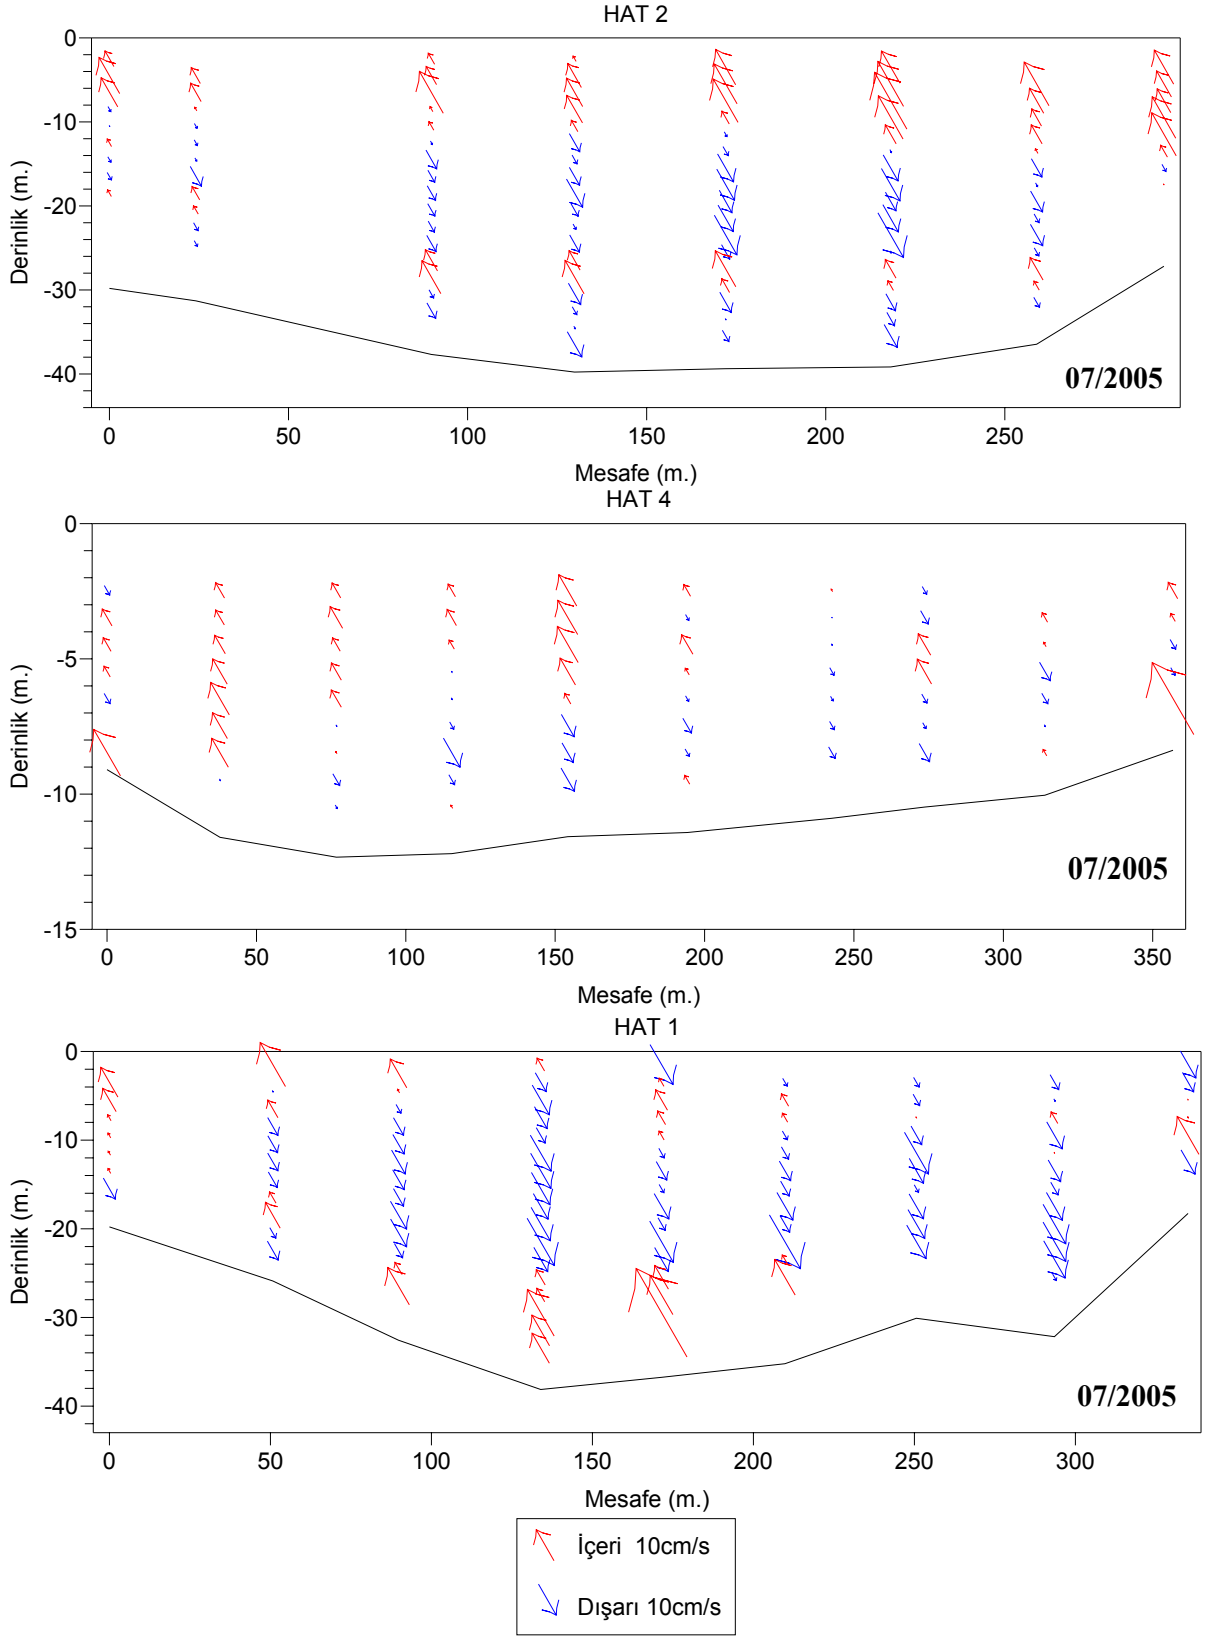 HAT 2
0
-10
-20
-30
-40
Derinlik (m.)
07/2005
0 50 100 150 200 250
Mesafe (m.)
HAT 4
0
-5
-10
-15
Derinlik (m.)
07/2005
0 50 100 150 200 250 300 350
Mesafe (m.)
HAT 1
0
-10
-20
-30
-40
Derinlik (m.)
07/2005
0 50 100 150 200 250 300
Mesafe (m.)
İçeri 10cm/s
Dışarı 10cm/s